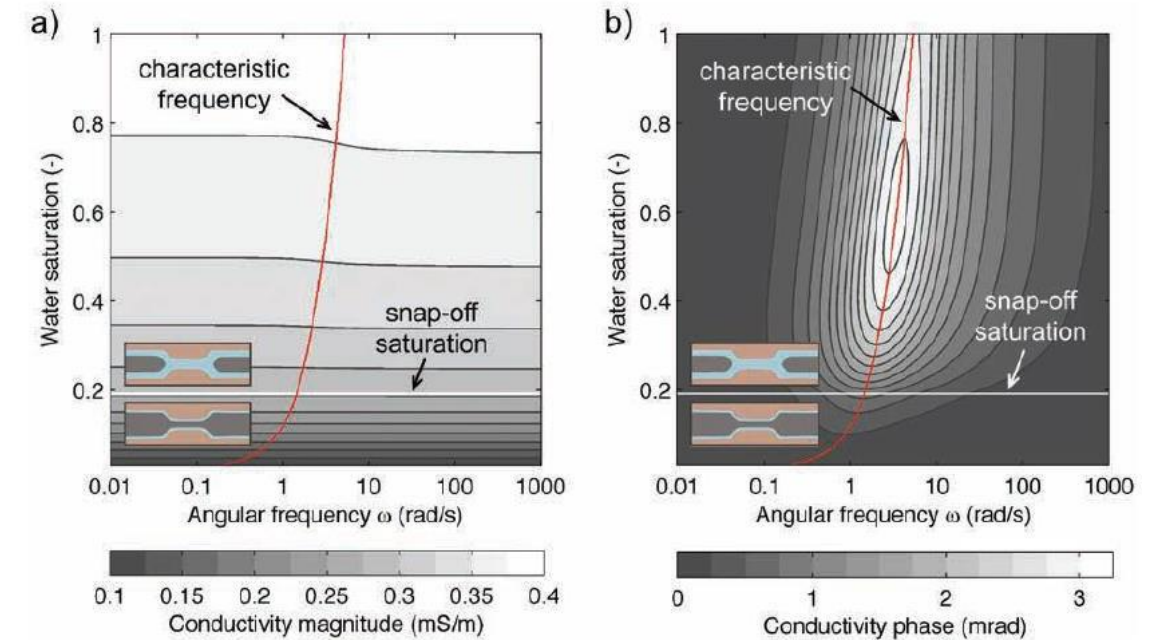 a)
characteristic
frequency
snap-off
saturation
Water saturation (-)
1
0.8
0.6
0.4
0.2
0.01 0.1 1 10 100 1000
Angular frequency ω (rad/s)
0.1 0.15 0.2 0.25 0.3 0.35 0.4
Conductivity magnitude (mS/m)
b)
characteristic
frequency
snap-off
saturation
Water saturation (-)
1
0.8
0.6
0.4
0.2
0.01 0.1 1 10 100 1000
Angular frequency ω (rad/s)
0 1 2 3
Conductivity phase (mrad)